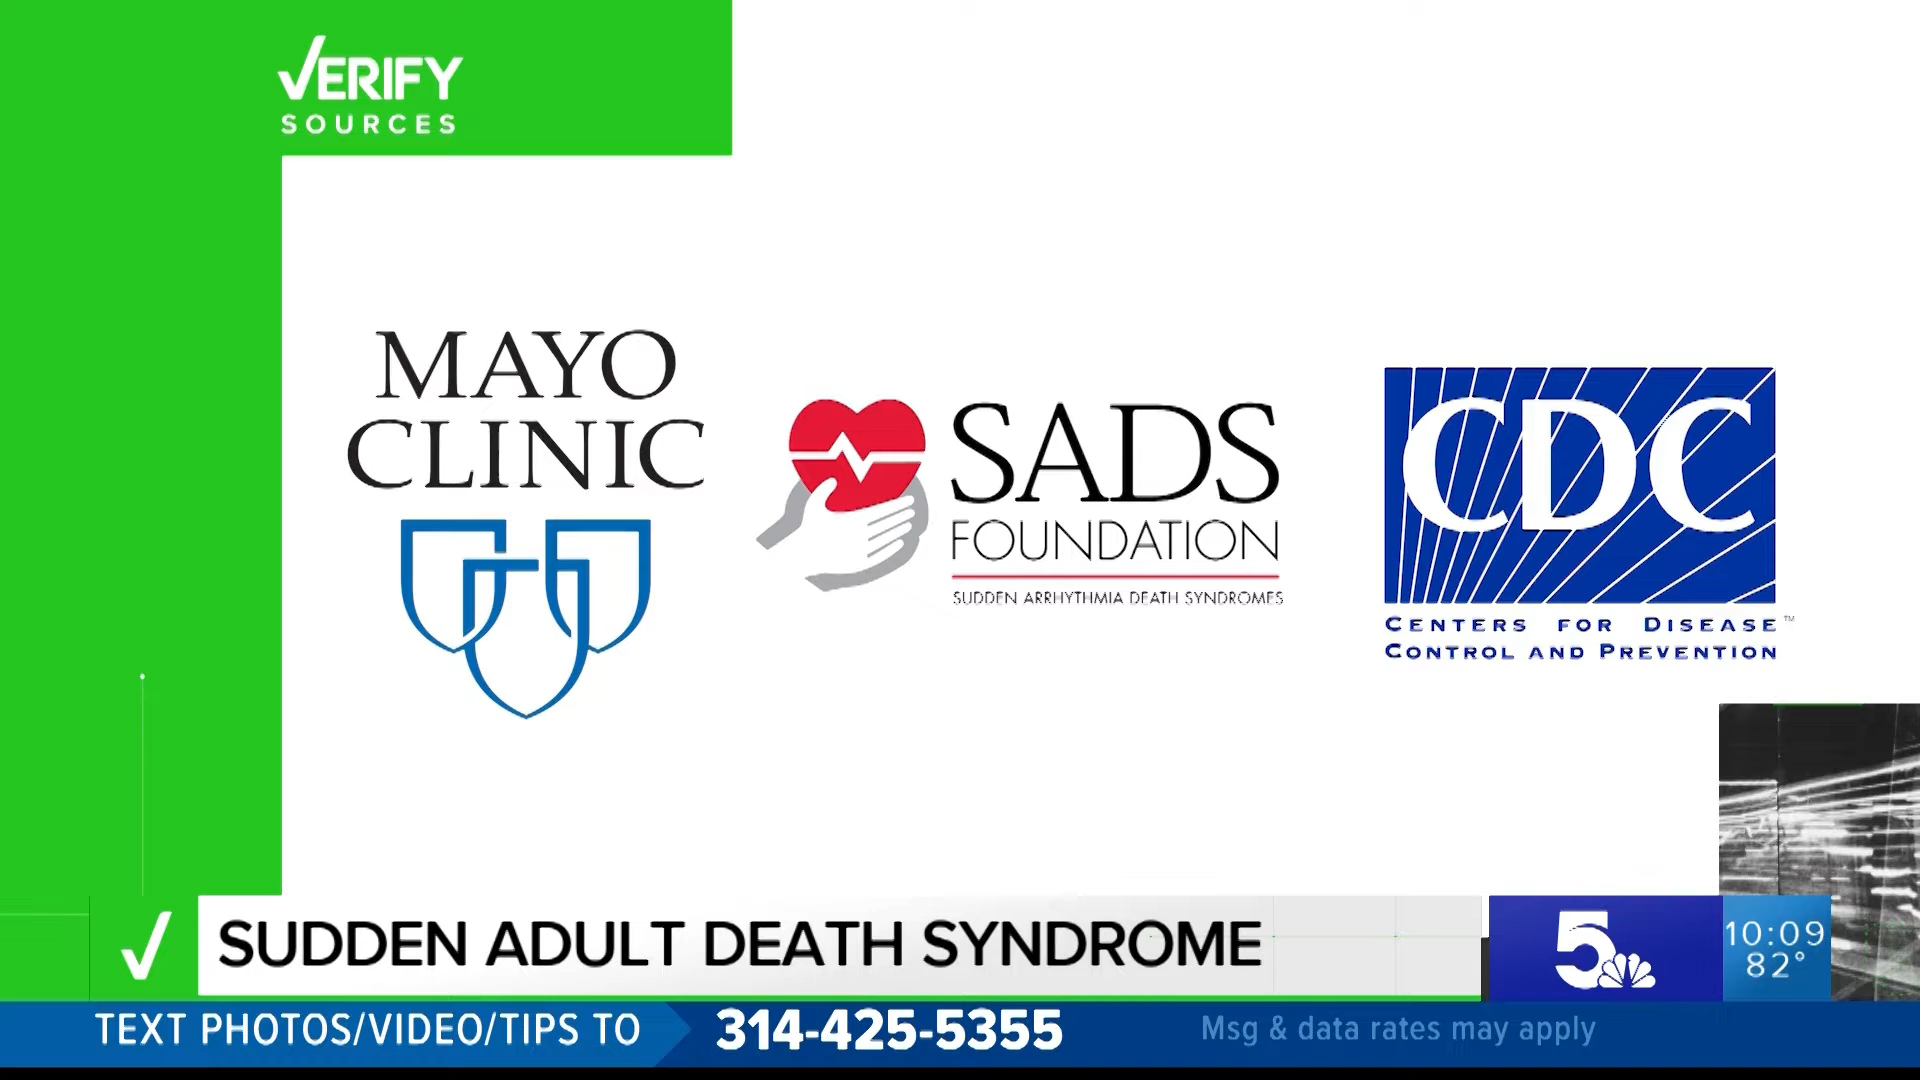 VERIFY
SOURCES
MAYO
CLINIC
SADS
FOUNDATION
SUDDEN ARRHYTHMIA DEATH SYNDROMES
CDC
CENTERS FOR DISEASE™
CONTROL AND PREVENTION
SUDDEN ADULT DEATH SYNDROME
5
10:09
82°
TEXT PHOTOS/VIDEO/TIPS TO
314-425-5355
Msg & data rates may apply